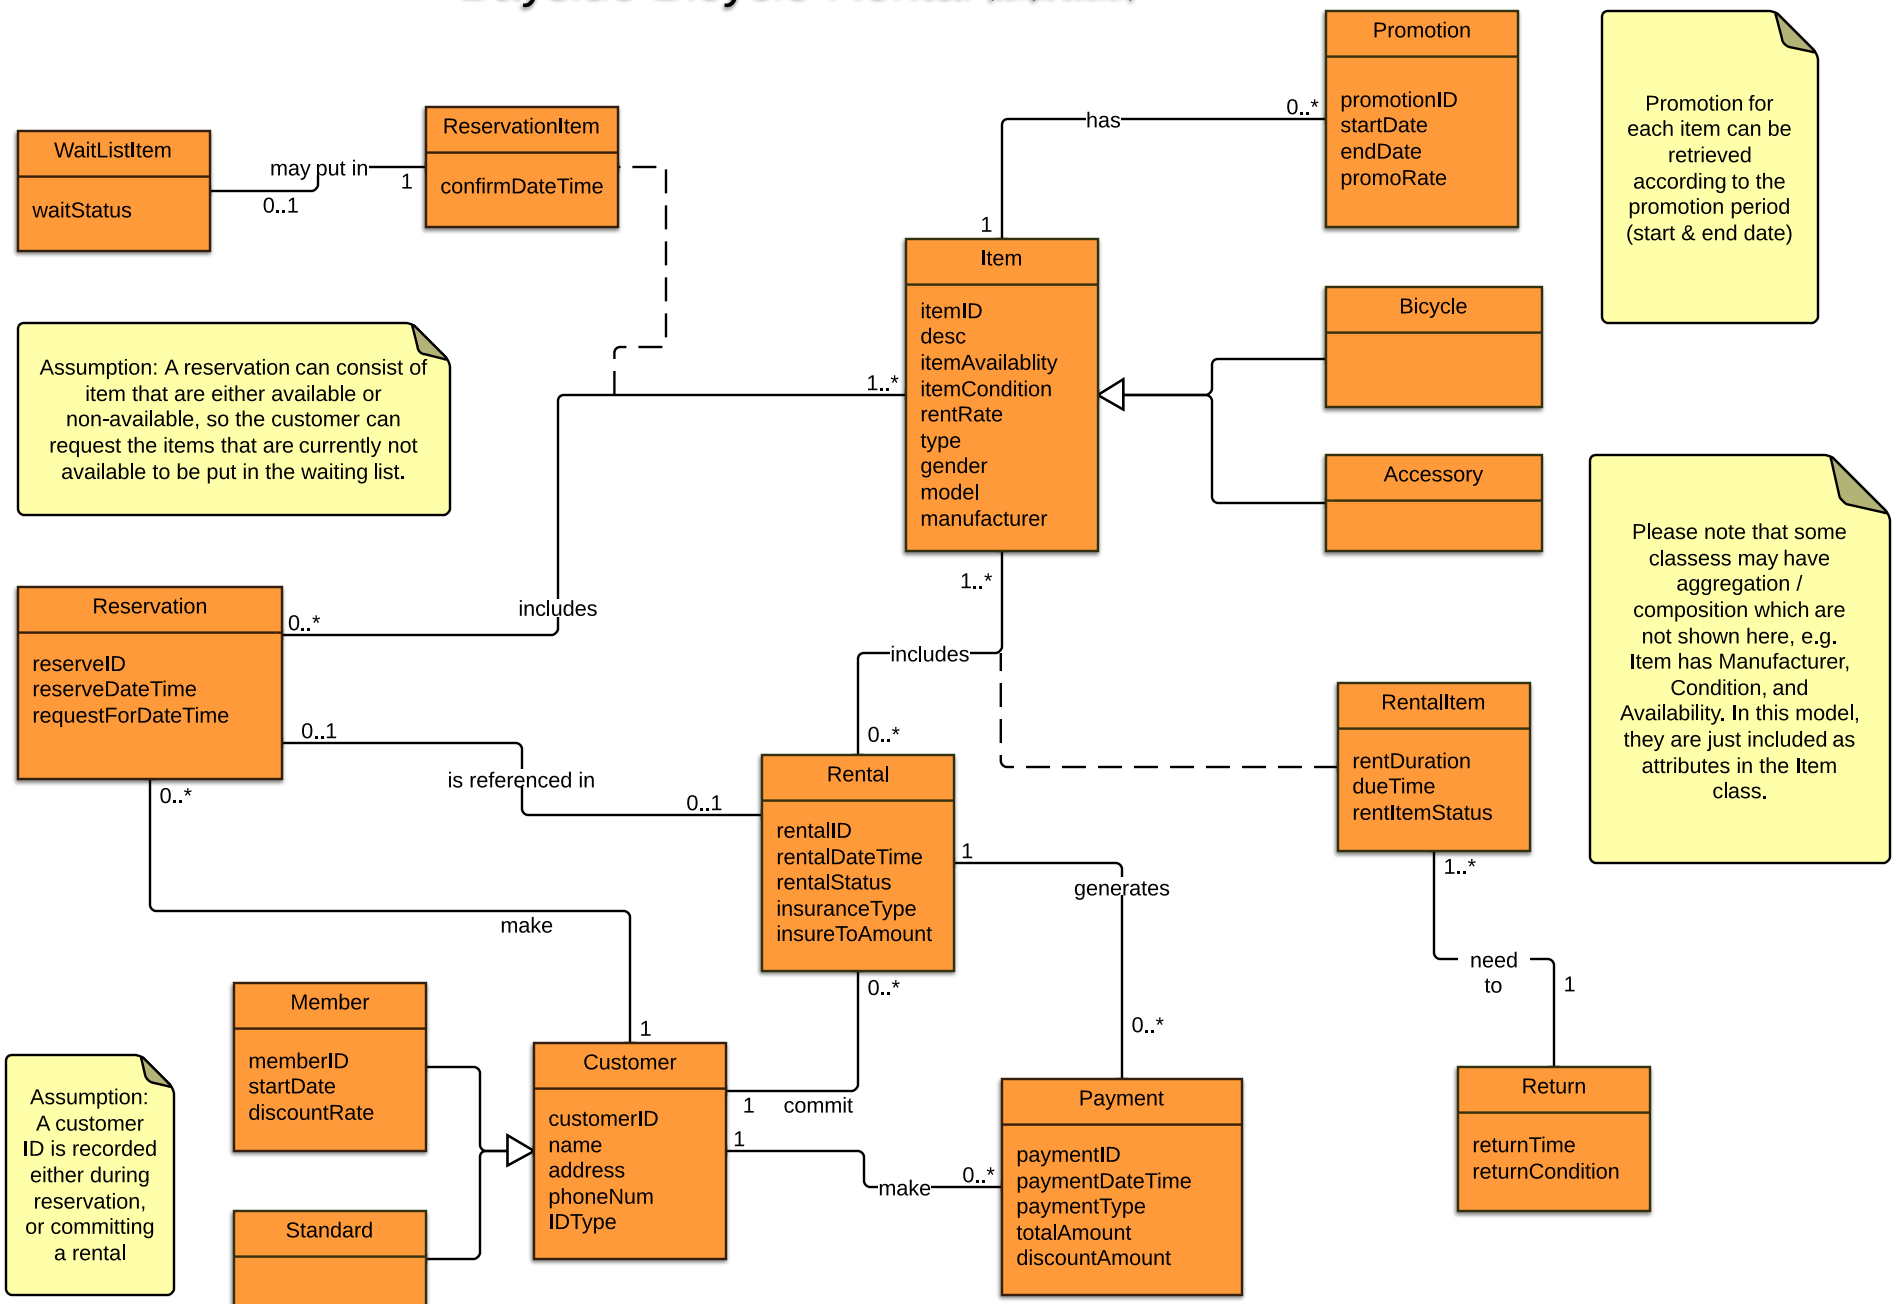 Promotion
promotionID
startDate
endDate
promoRate
Promotion for
each item can be
retrieved
according to the
promotion period
(start & end date)
has
0..*
1
WaitListItem
waitStatus
may put in
0..1
1
ReservationItem
confirmDateTime
Item
itemID
desc
itemAvailablity
itemCondition
rentRate
type
gender
model
manufacturer
Bicycle
Accessory
Assumption: A reservation can consist of
item that are either available or
non-available, so the customer can
request the items that are currently not
available to be put in the waiting list.
1..*
includes
0..*
Please note that some
classess may have
aggregation /
composition which are
not shown here, e.g.
Item has Manufacturer,
Condition, and
Availability. In this model,
they are just included as
attributes in the Item
class.
Reservation
reserveID
reserveDateTime
requestForDateTime
1..*
includes
0..*
RentalItem
rentDuration
dueTime
rentItemStatus
0..1
is referenced in
0..1
Rental
rentalID
rentalDateTime
rentalStatus
insuranceType
insureToAmount
0..*
make
1
1
generates
0..*
1..*
need
to
1
0..*
commit
1
Member
memberID
startDate
discountRate
Customer
customerID
name
address
phoneNum
IDType
1
make
0..*
Payment
paymentID
paymentDateTime
paymentType
totalAmount
discountAmount
Return
returnTime
returnCondition
Assumption:
A customer
ID is recorded
either during
reservation,
or committing
a rental
Standard